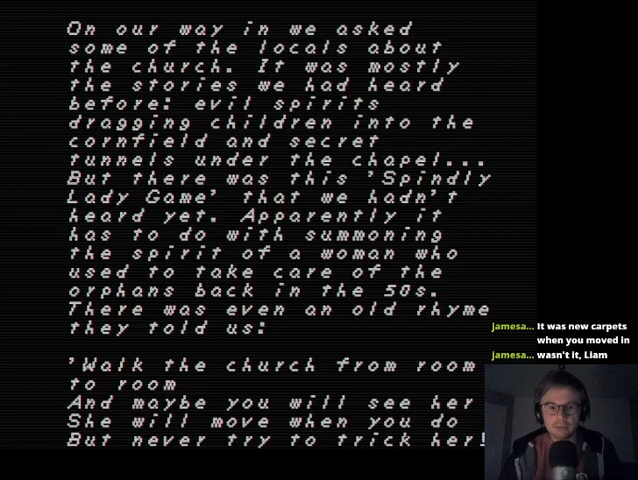 On our way in we asked
some of the locals about
the church. It was mostly
the stories we had heard
before: evil spirits
dragging children into the
cornfield and secret
tunnels under the chapel...
But there was this 'Spindly
Lady Game' that we hadn't
heard yet. Apparently it
has to do with summoning
the spirit of a woman who
used to take care of the
orphans back in the 50s.
There was even an old rhyme
they told us:
'Walk the church from room
to room
And maybe you will see her
She will move when you do
But never try to trick her!
jamesa... It was new carpets
when you moved in
jamesa... wasn't it, Liam